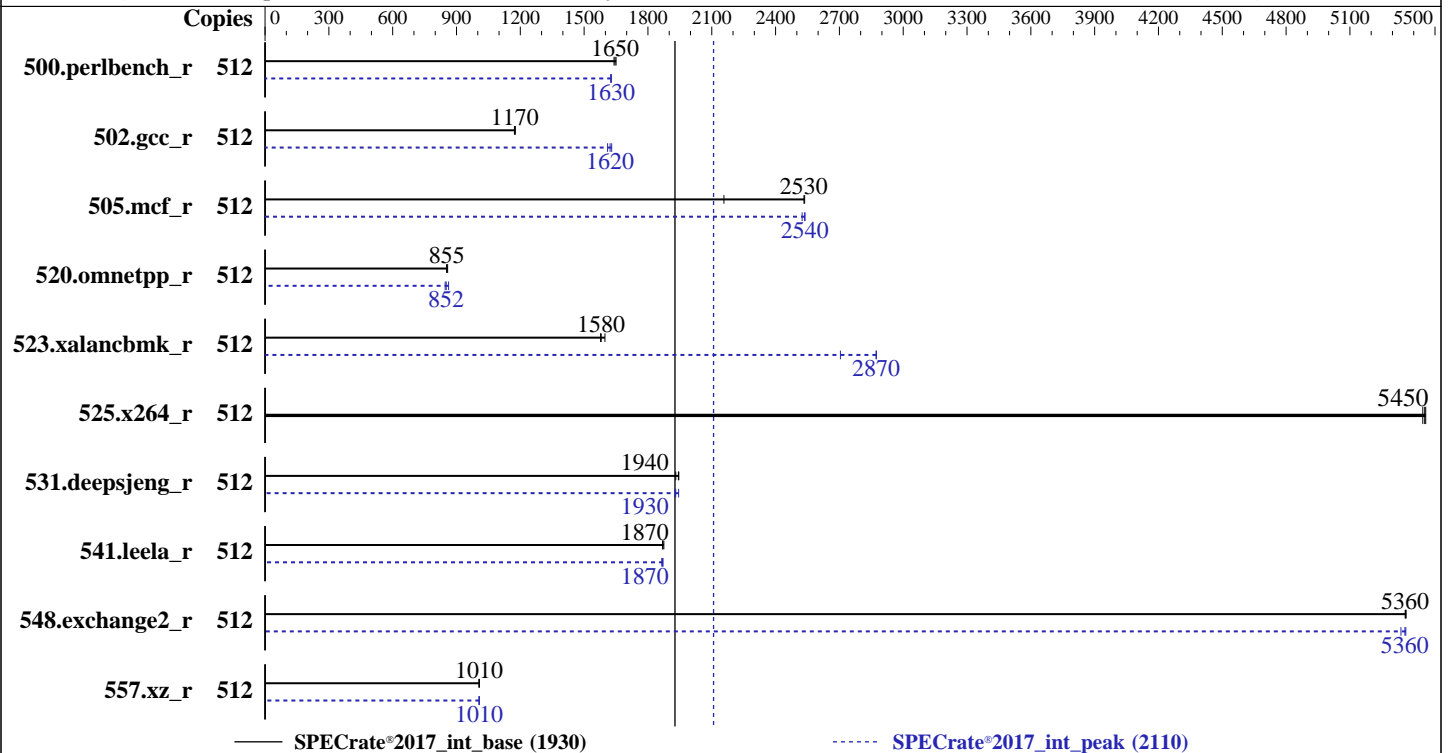 Copies 0 300 600 900 1200 1500 1800 2100 2400 2700 3000 3300 3600 3900 4200 4500 4800 5100 5500
1650
500.perlbench_r 512
1630
1170
502.gcc_r 512
1620
2530
505.mcf_r 512
2540
855
520.omnetpp_r 512
852
1580
523.xalancbmk_r 512
2870
5450
525.x264_r 512
1940
531.deepsjeng_r 512
1930
1870
541.leela_r 512
1870
5360
548.exchange2_r 512
5360
1010
557.xz_r 512
1010
SPECrate®2017_int_base (1930) SPECrate®2017_int_peak (2110)